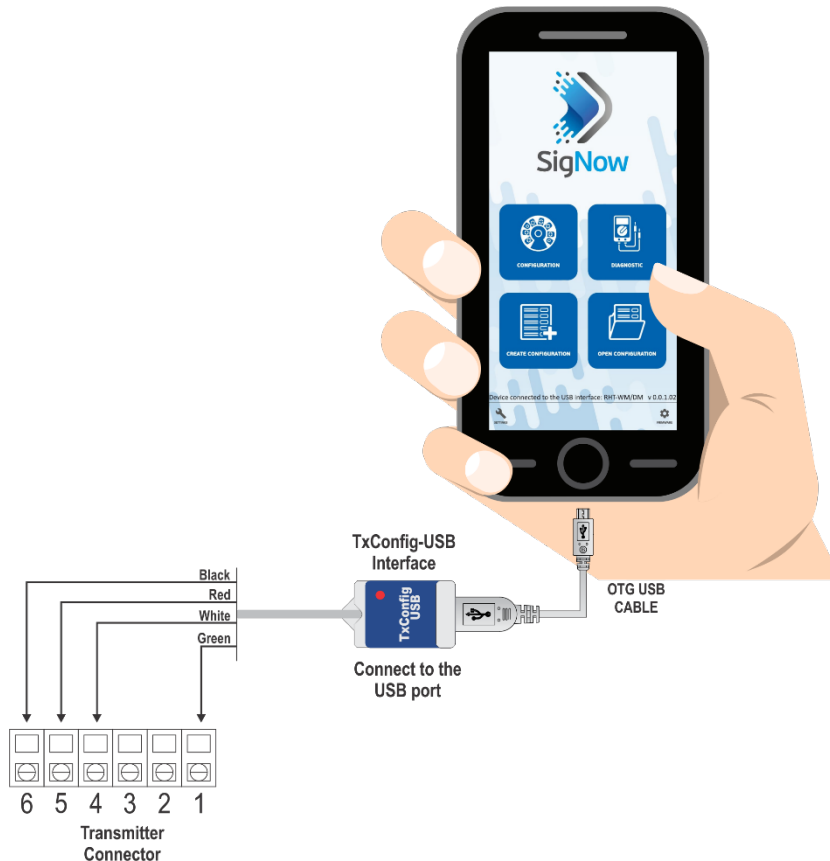 SigNow
CONFIGURATION
DIAGNOSTIC
CREATE CONFIGURATION
OPEN CONFIGURATION
Device connected to the USB interface: RHT-WM/DM v 0.0.1.02
SETTINGS
FIRMWARE
TxConfig-USB
Interface
TxConfig
USB
Connect to the
USB port
OTG USB
CABLE
Black
Red
White
Green
6 5 4 3 2 1
Transmitter
Connector